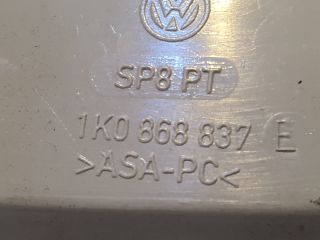 SP8 PT
1K0 868 837 E
>ASA-PC<